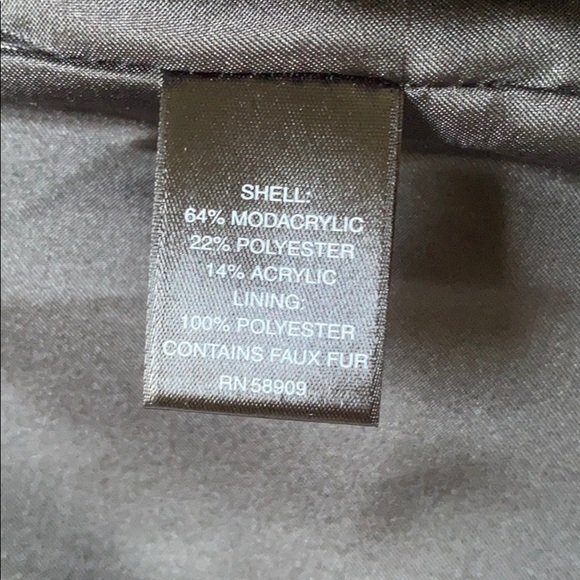 SHELL:
64% MODACRYLIC
22% POLYESTER
14% ACRYLIC
LINING:
100% POLYESTER
CONTAINS FAUX FUR
RN 58909